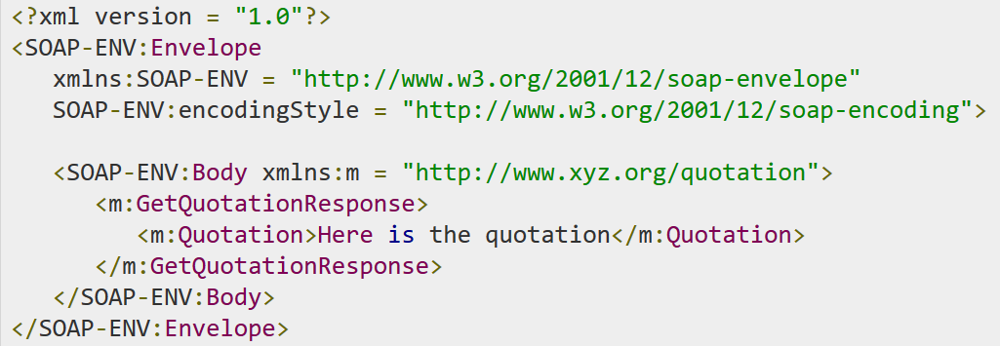 <?xml version = "1.0"?>
<SOAP-ENV:Envelope
xmlns:SOAP-ENV = "http://www.w3.org/2001/12/soap-envelope"
SOAP-ENV:encodingStyle = "http://www.w3.org/2001/12/soap-encoding">
<SOAP-ENV:Body xmlns:m = "http://www.xyz.org/quotation">
<m:GetQuotationResponse>
<m:Quotation>Here is the quotation</m:Quotation>
</m:GetQuotationResponse>
</SOAP-ENV:Body>
</SOAP-ENV:Envelope>